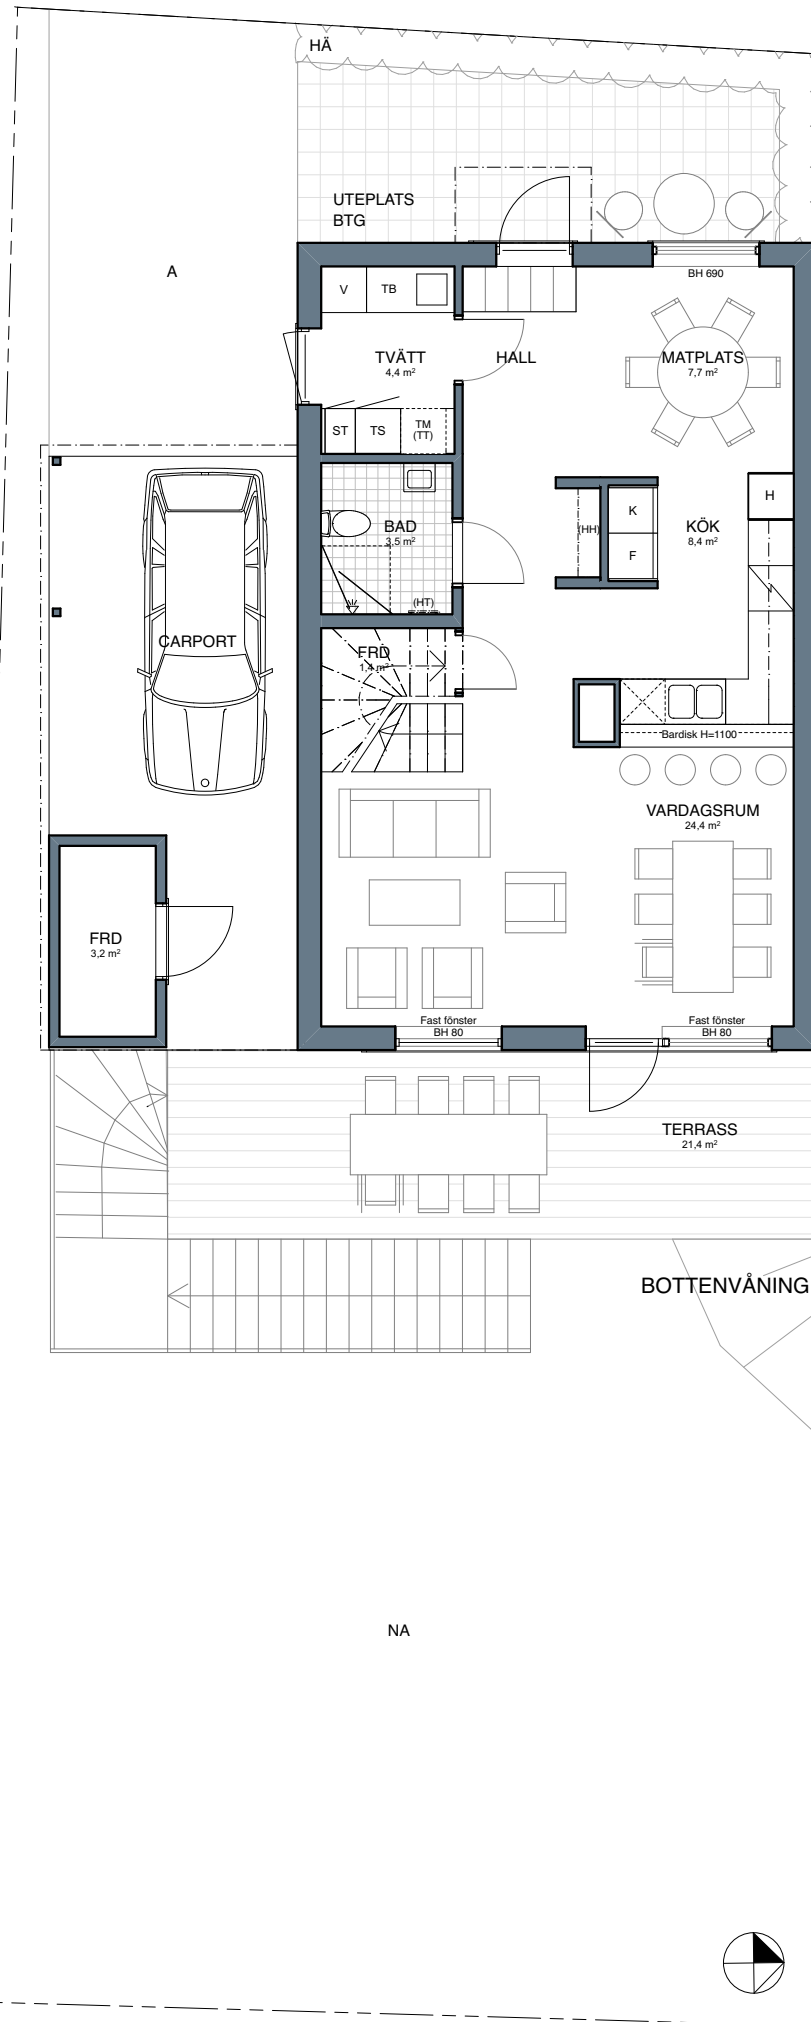 HÄ
UTEPLATS
BTG
A
BH 690
V
TB
TVÄTT
4,4 m²
HALL
MATPLATS
7,7 m²
ST
TS
TM
(TT)
H
K
(HH)
KÖK
8,4 m²
F
BAD
3,5 m²
(HT)
CARPORT
FRD
1,4 m²
Bardisk H=1100
VARDAGSRUM
24,4 m²
FRD
3,2 m²
Fast fönster
BH 80
Fast fönster
BH 80
TERRASS
21,4 m²
BOTTENVÅNING
NA